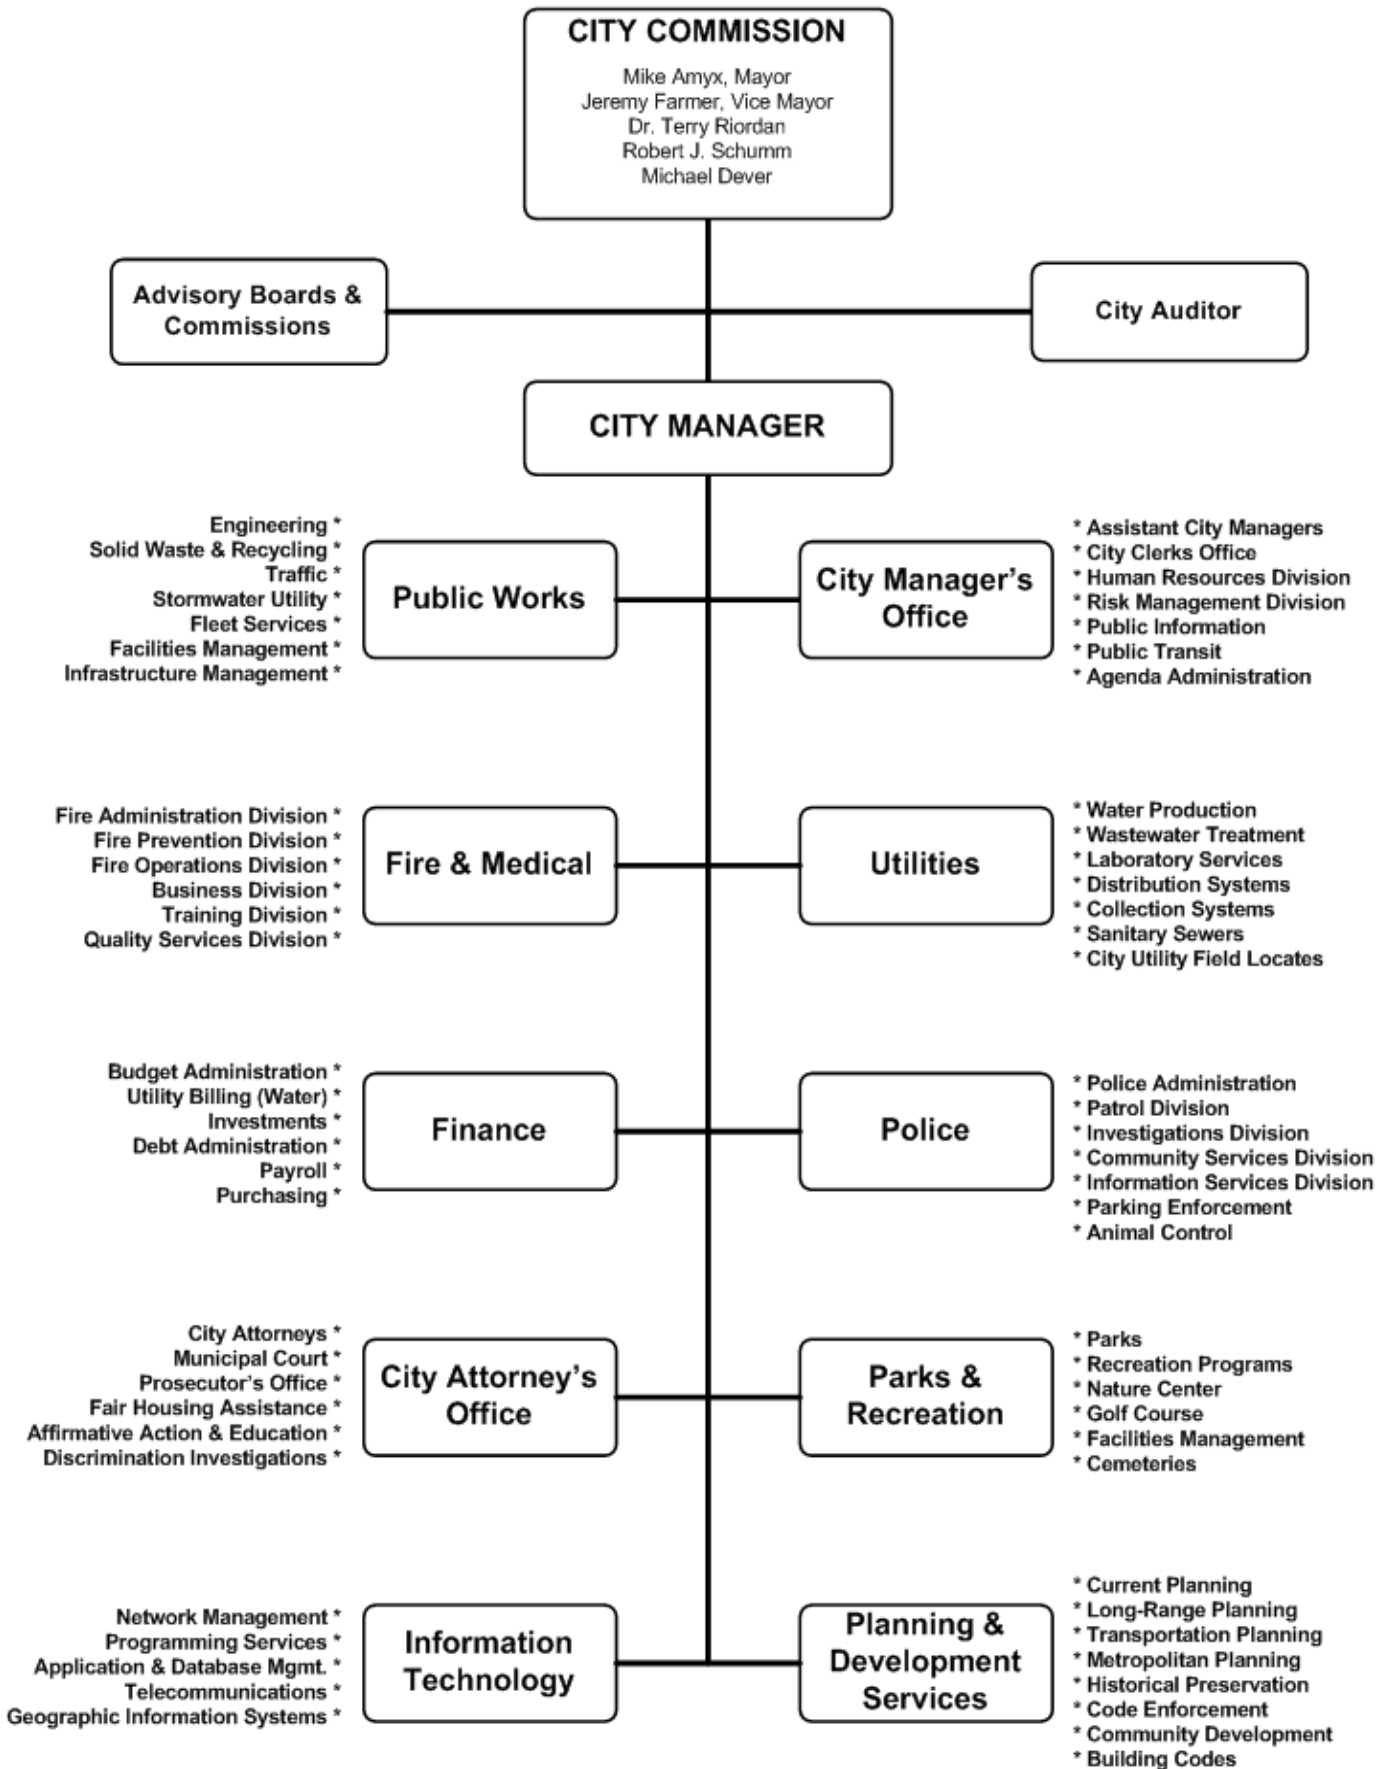 CITY COMMISSION
Mike Amyx, Mayor
Jeremy Farmer, Vice Mayor
Dr. Terry Riordan
Robert J. Schumm
Michael Dever
Advisory Boards &
Commissions
City Auditor
CITY MANAGER
Engineering *
Solid Waste & Recycling *
Traffic *
Stormwater Utility *
Fleet Services *
Facilities Management *
Infrastructure Management *
Public Works
City Manager's
Office
* Assistant City Managers
* City Clerks Office
* Human Resources Division
* Risk Management Division
* Public Information
* Public Transit
* Agenda Administration
Fire Administration Division *
Fire Prevention Division *
Fire Operations Division *
Business Division *
Training Division *
Quality Services Division *
Fire & Medical
Utilities
* Water Production
* Wastewater Treatment
* Laboratory Services
* Distribution Systems
* Collection Systems
* Sanitary Sewers
* City Utility Field Locates
Budget Administration *
Utility Billing (Water) *
Investments *
Debt Administration *
Payroll *
Purchasing *
Finance
Police
* Police Administration
* Patrol Division
* Investigations Division
* Community Services Division
* Information Services Division
* Parking Enforcement
* Animal Control
City Attorneys *
Municipal Court *
Prosecutor's Office *
Fair Housing Assistance *
Affirmative Action & Education *
Discrimination Investigations *
City Attorney's
Office
Parks &
Recreation
* Parks
* Recreation Programs
* Nature Center
* Golf Course
* Facilities Management
* Cemeteries
Network Management *
Programming Services *
Application & Database Mgmt. *
Telecommunications *
Geographic Information Systems *
Information
Technology
Planning &
Development
Services
* Current Planning
* Long-Range Planning
* Transportation Planning
* Metropolitan Planning
* Historical Preservation
* Code Enforcement
* Community Development
* Building Codes